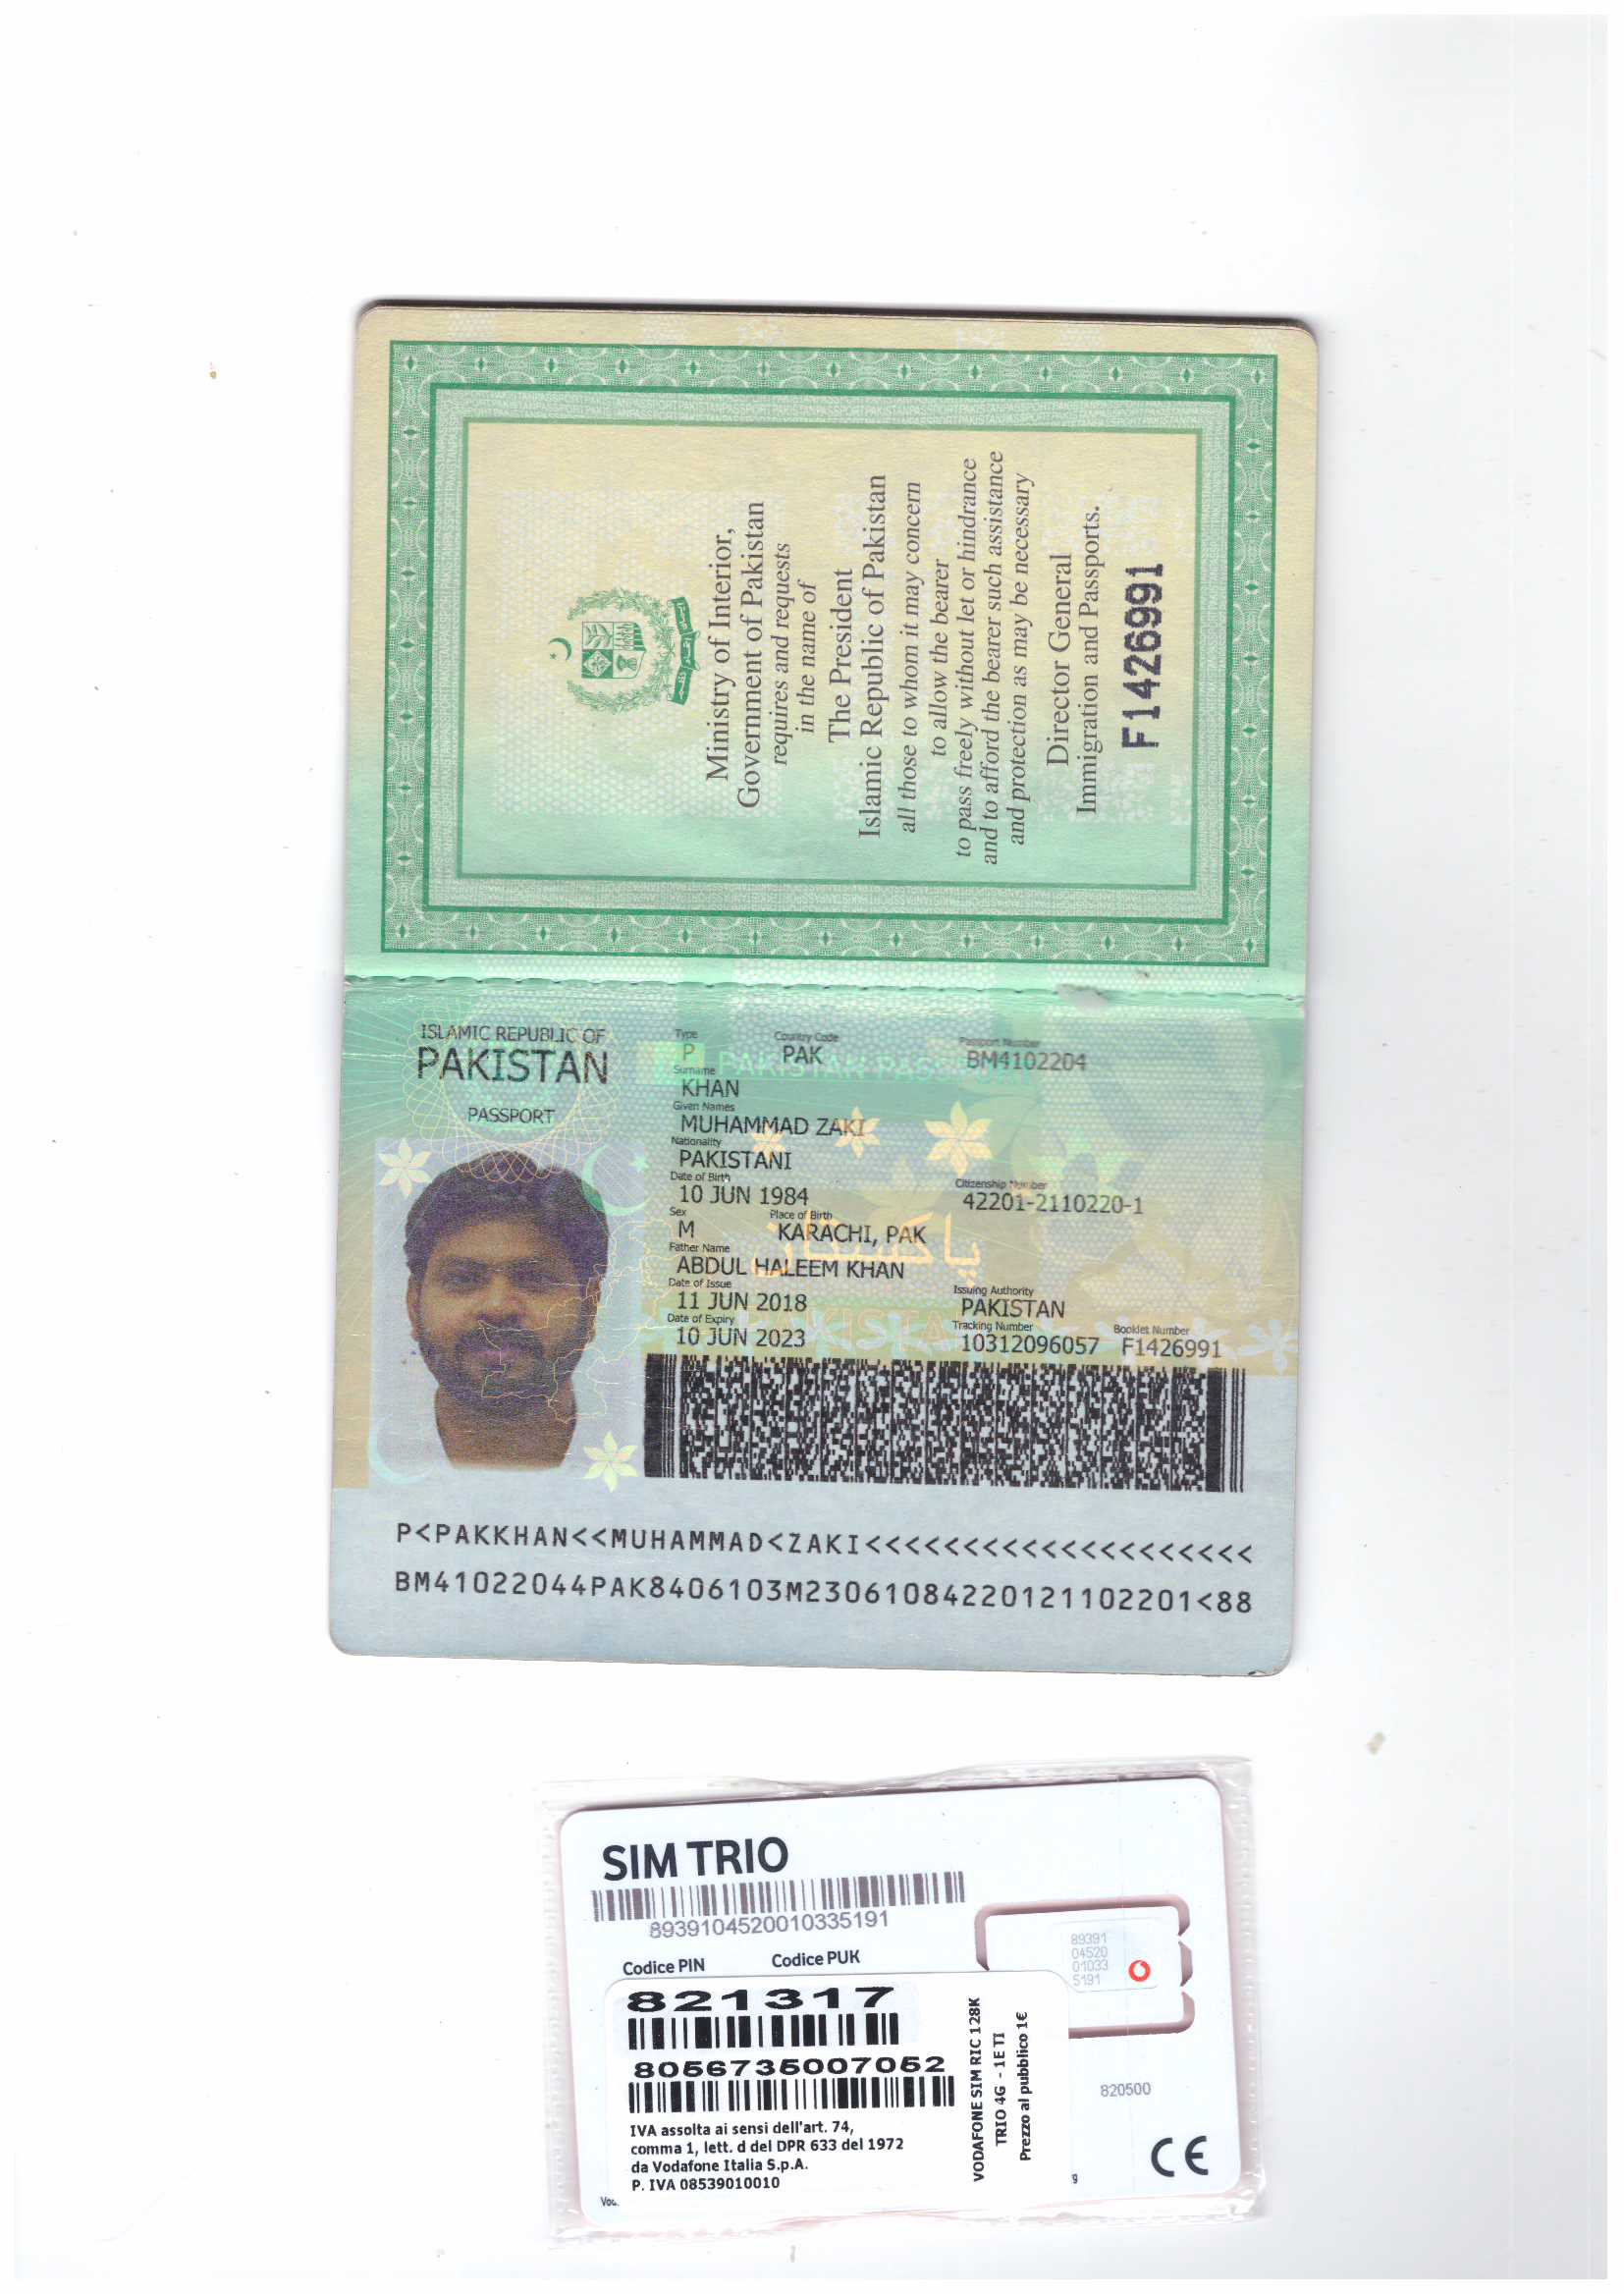 Ministry of Interior,
Government of Pakistan
requires and requests
in the name of
The President
Islamic Republic of Pakistan
all those to whom it may concern
to allow the bearer
to pass freely without let or hindrance
and to afford the bearer such assistance
and protection as may be necessary
Director General
Immigration and Passports.
F1426991
ISLAMIC REPUBLIC OF
PAKISTAN
PASSPORT
Type Country Code Passport Number
P PAK BM4102204
PAKISTAN PASS
Surname
KHAN
Given Names
MUHAMMAD ZAKI
Nationality
PAKISTANI
Date of Birth Citizenship Number
10 JUN 1984 42201-2110220-1
Sex Place of Birth
M KARACHI, PAK
پاکستان
Father Name
ABDUL HALEEM KHAN
Date of Issue Issuing Authority
11 JUN 2018 PAKISTAN
Date of Expiry Tracking Number Booklet Number
10 JUN 2023 10312096057 F1426991
P<PAKKHAN<<MUHAMMAD<ZAKI<<<<<<<<<<<<<<<<<<<<
BM41022044PAK8406103M23061084220121102201<88
SIM TRIO
8939104520010335191
Codice PIN Codice PUK
89391
04520
01033
5191
821317
8056735007052
IVA assolta ai sensi dell'art. 74,
comma 1, lett. d del DPR 633 del 1972
da Vodafone Italia S.p.A.
P. IVA 08539010010
VODAFONE SIM RIC 128K
TRIO 4G - 1E TI
Prezzo al pubblico 1€
820500
CE